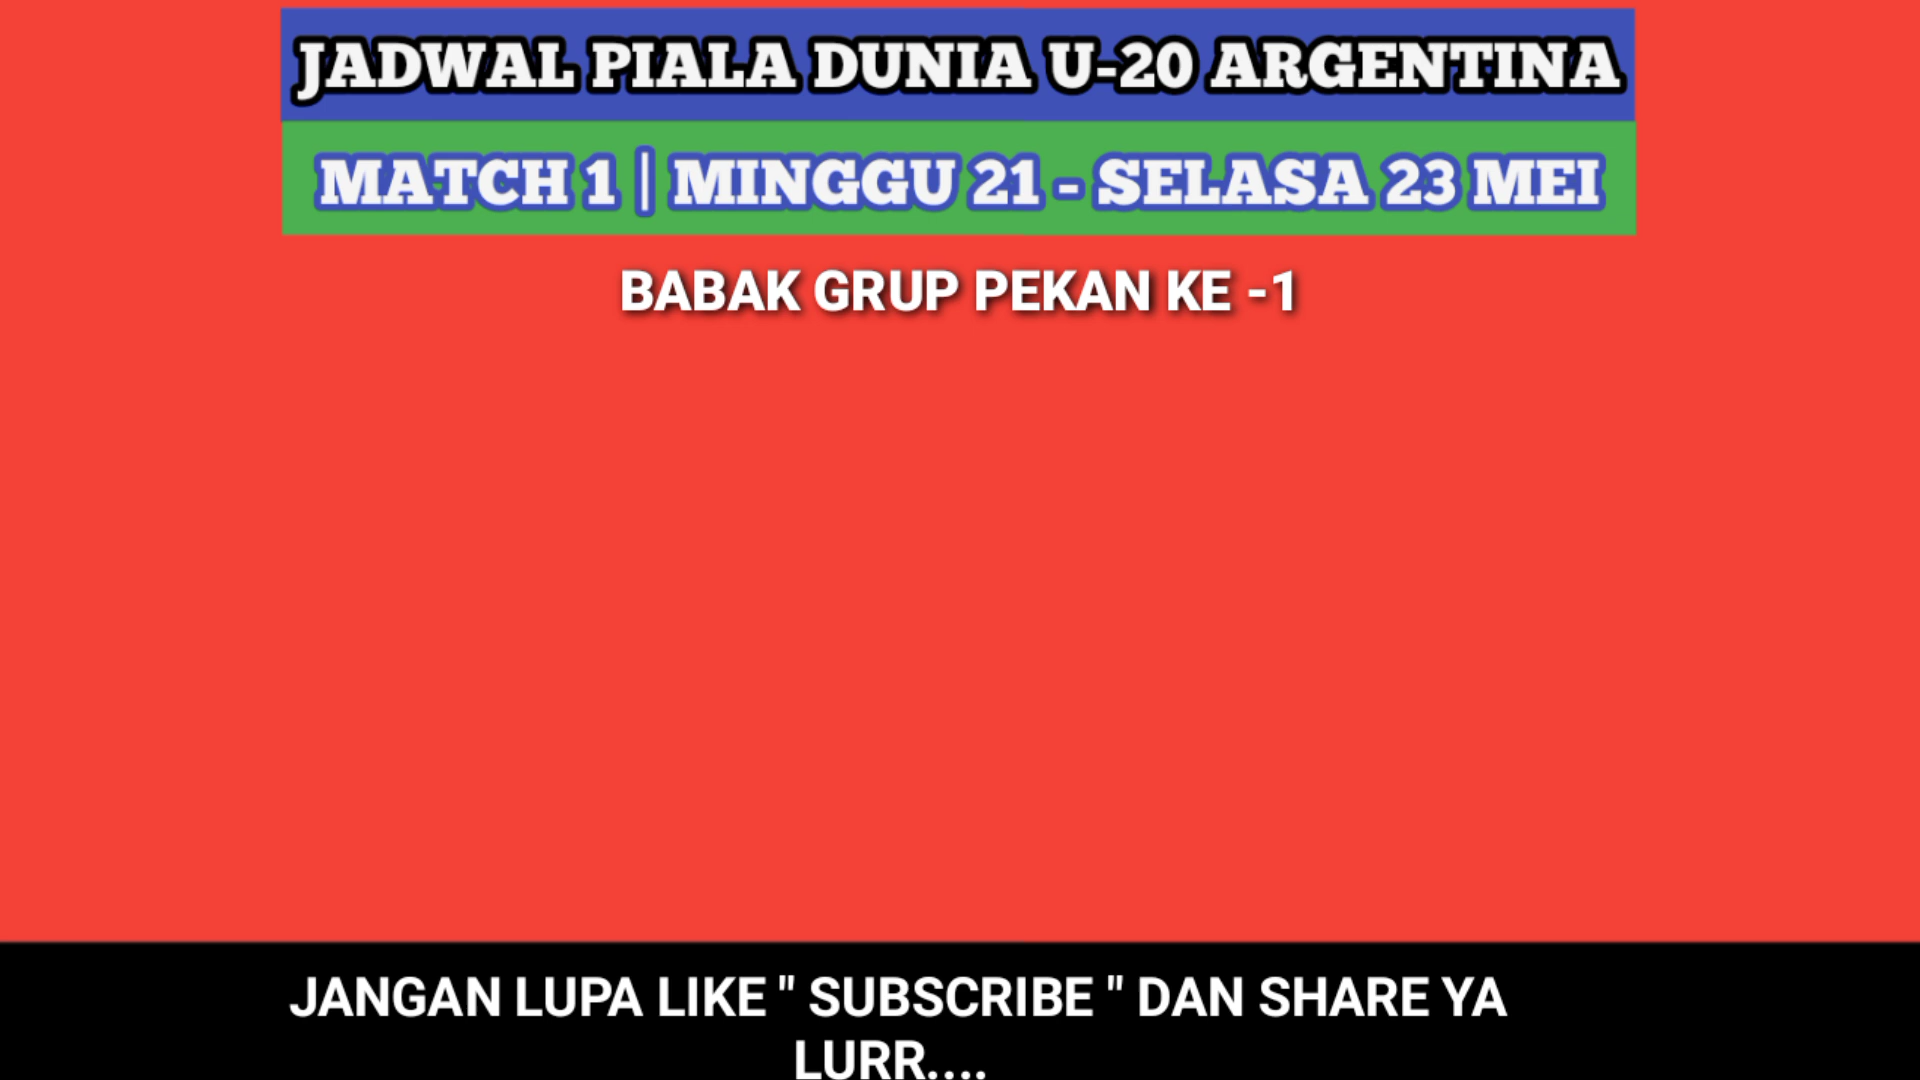 JADWAL PIALA DUNIA U-20 ARGENTINA
MATCH 1 | MINGGU 21 - SELASA 23 MEI
BABAK GRUP PEKAN KE -1
JANGAN LUPA LIKE " SUBSCRIBE " DAN SHARE YA
LURR....